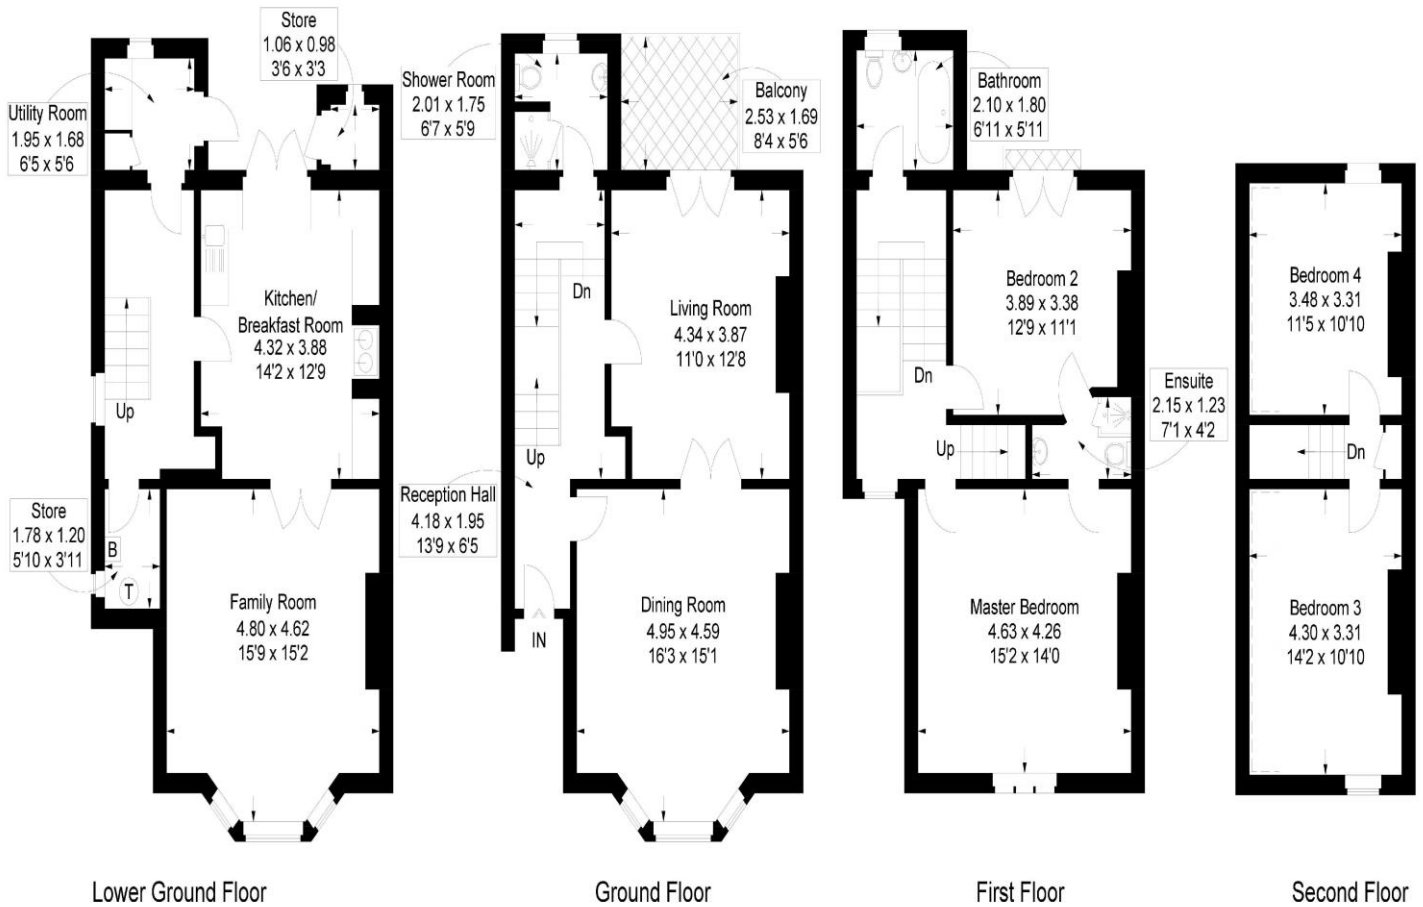 Store
1.06 x 0.98
3'6 x 3'3
Utility Room
1.95 x 1.68
6'5 x 5'6
Kitchen/
Breakfast Room
4.32 x 3.88
14'2 x 12'9
Up
Store
1.78 x 1.20
5'10 x 3'11
B
T
Family Room
4.80 x 4.62
15'9 x 15'2
Lower Ground Floor
Shower Room
2.01 x 1.75
6'7 x 5'9
Balcony
2.53 x 1.69
8'4 x 5'6
Dn
Living Room
4.34 x 3.87
11'0 x 12'8
Up
Reception Hall
4.18 x 1.95
13'9 x 6'5
Dining Room
4.95 x 4.59
16'3 x 15'1
IN
Ground Floor
Bathroom
2.10 x 1.80
6'11 x 5'11
Bedroom 2
3.89 x 3.38
12'9 x 11'1
Dn
Ensuite
2.15 x 1.23
7'1 x 4'2
Up
Master Bedroom
4.63 x 4.26
15'2 x 14'0
First Floor
Bedroom 4
3.48 x 3.31
11'5 x 10'10
Dn
Bedroom 3
4.30 x 3.31
14'2 x 10'10
Second Floor